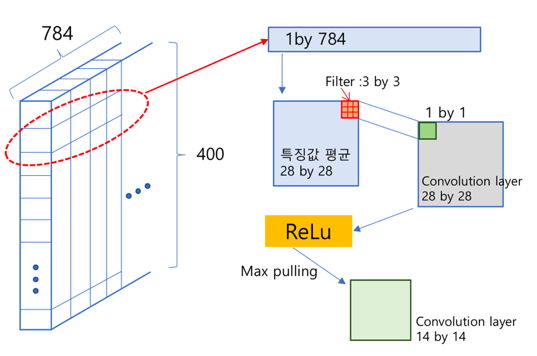 784
400
1by 784
Filter :3 by 3
1 by 1
특징값 평균
28 by 28
Convolution layer
28 by 28
ReLu
Max pulling
Convolution layer
14 by 14